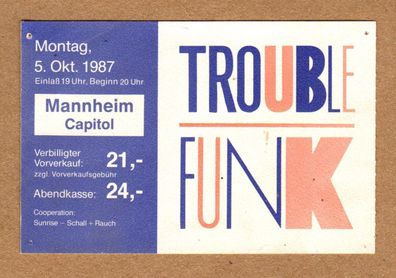 Montag,
5. Okt. 1987
Einlaß 19 Uhr, Beginn 20 Uhr
Mannheim
Capitol
Verbilligter
Vorverkauf: 21,-
zzgl. Vorverkaufsgebühr
Abendkasse: 24,-
Cooperation:
Sunrise – Schall + Rauch
TROUBLE
FUNK